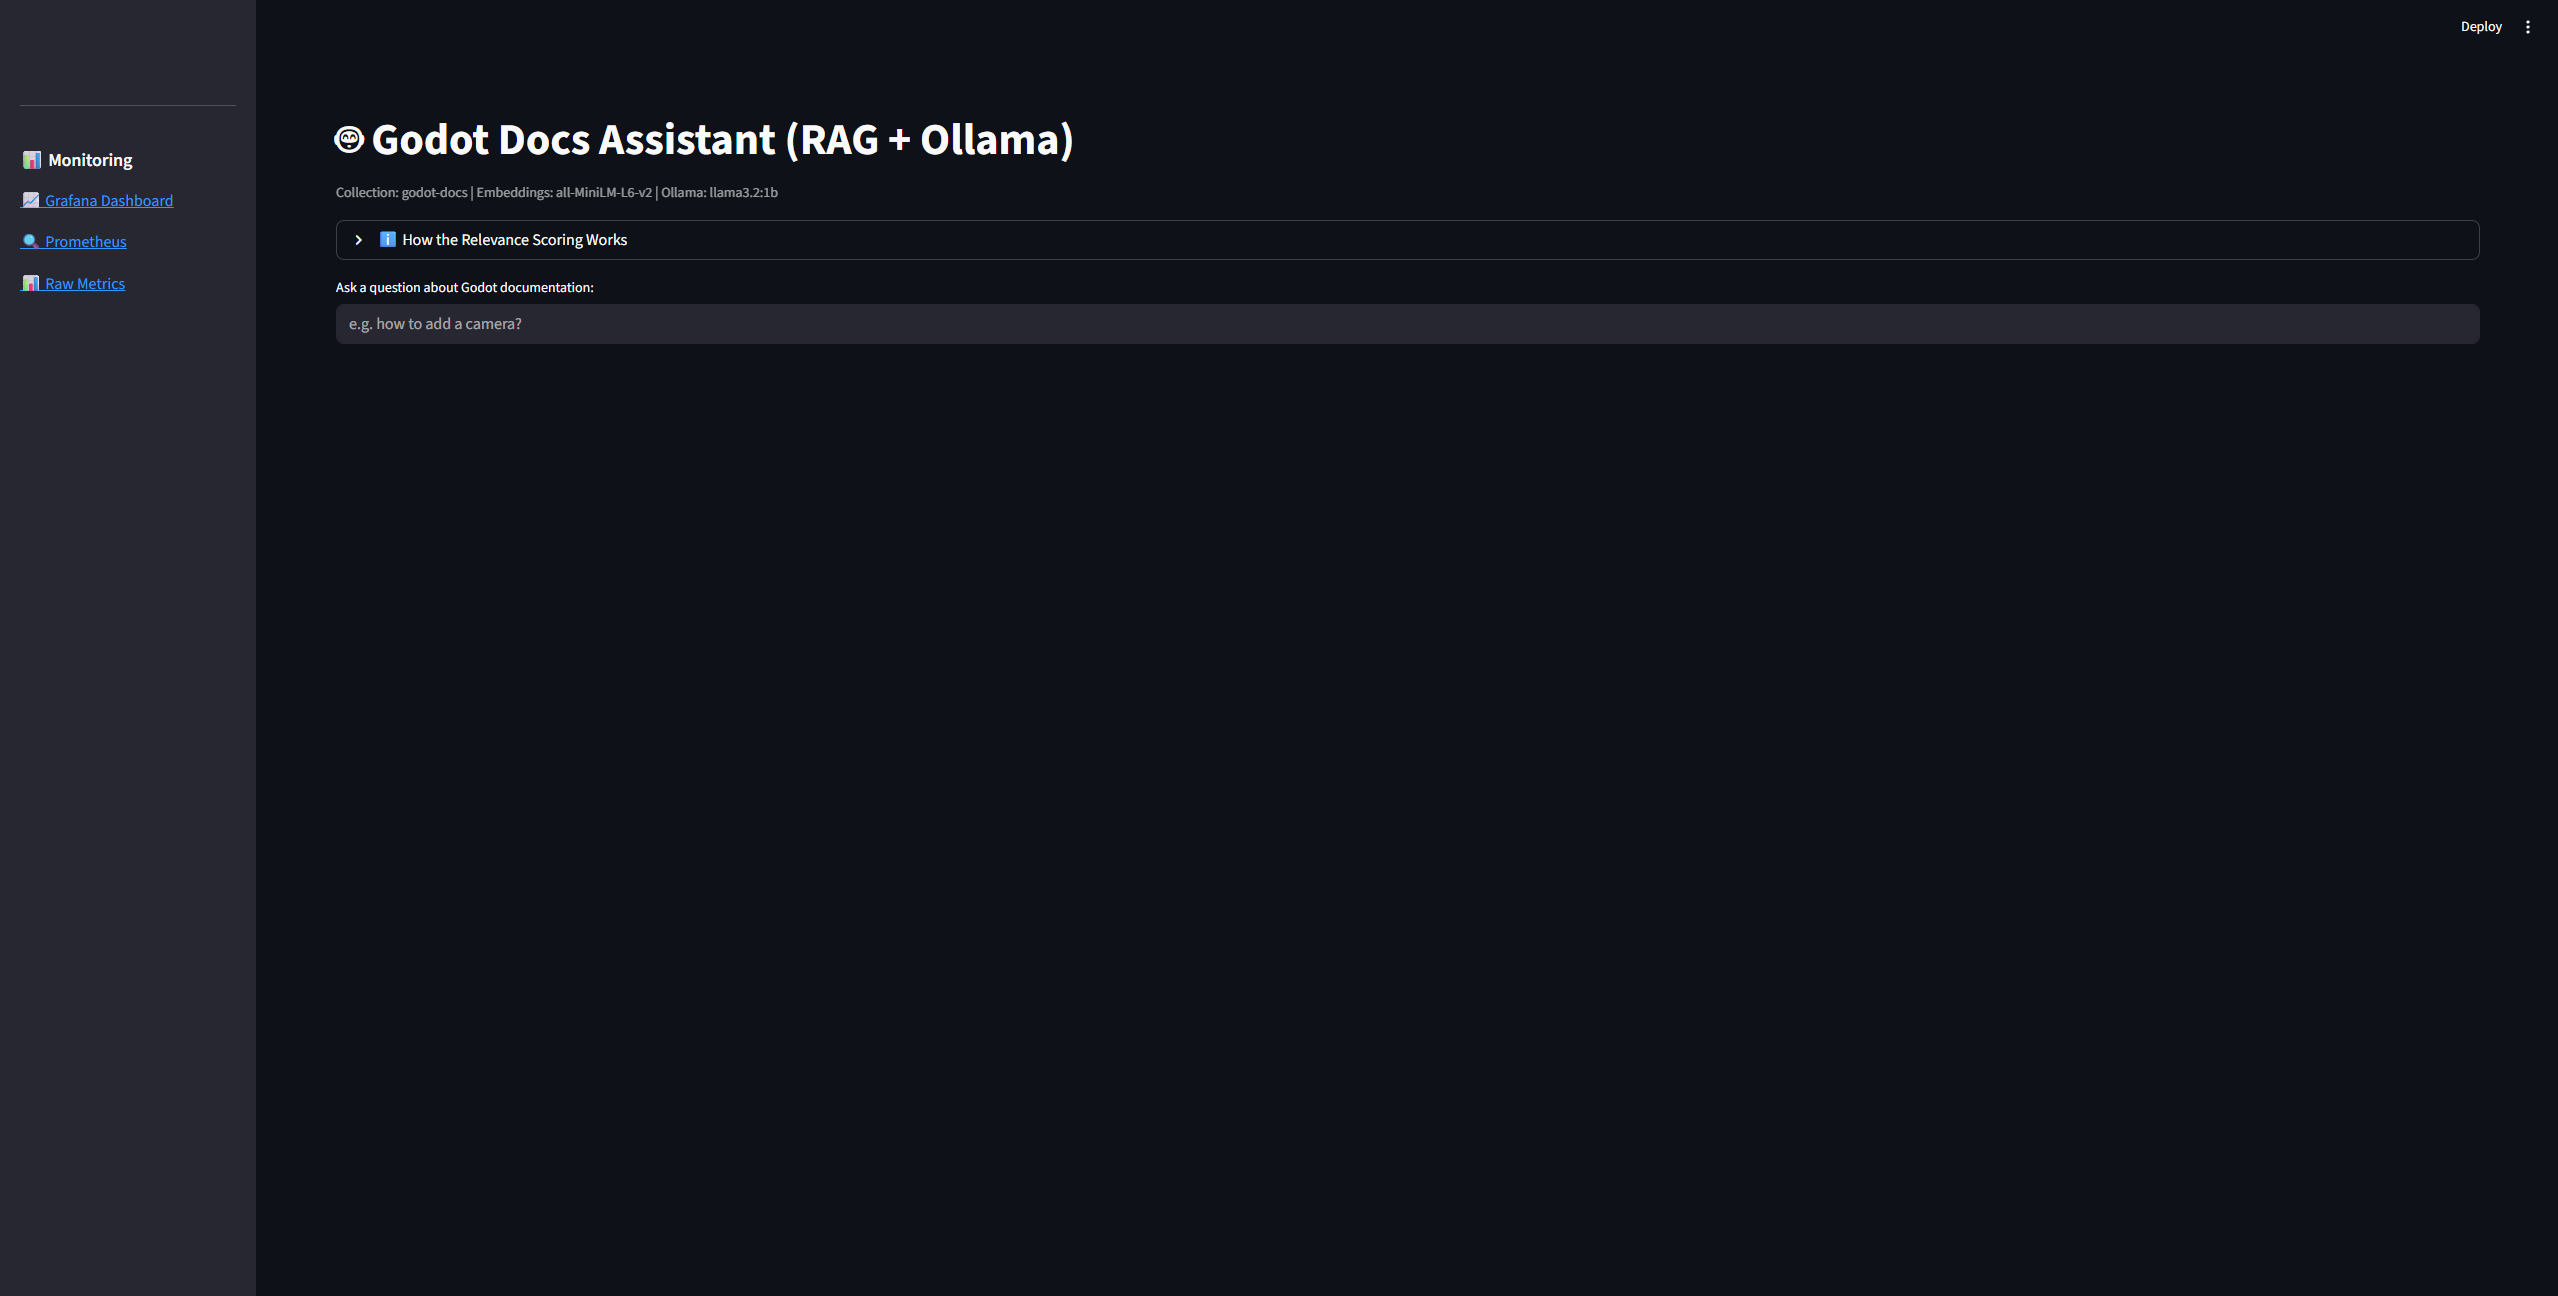 Deploy
📊 Monitoring
📈 Grafana Dashboard
🔍 Prometheus
📊 Raw Metrics
Godot Docs Assistant (RAG + Ollama)
Collection: godot-docs | Embeddings: all-MiniLM-L6-v2 | Ollama: llama3.2:1b
ℹ️ How the Relevance Scoring Works
Ask a question about Godot documentation:
e.g. how to add a camera?